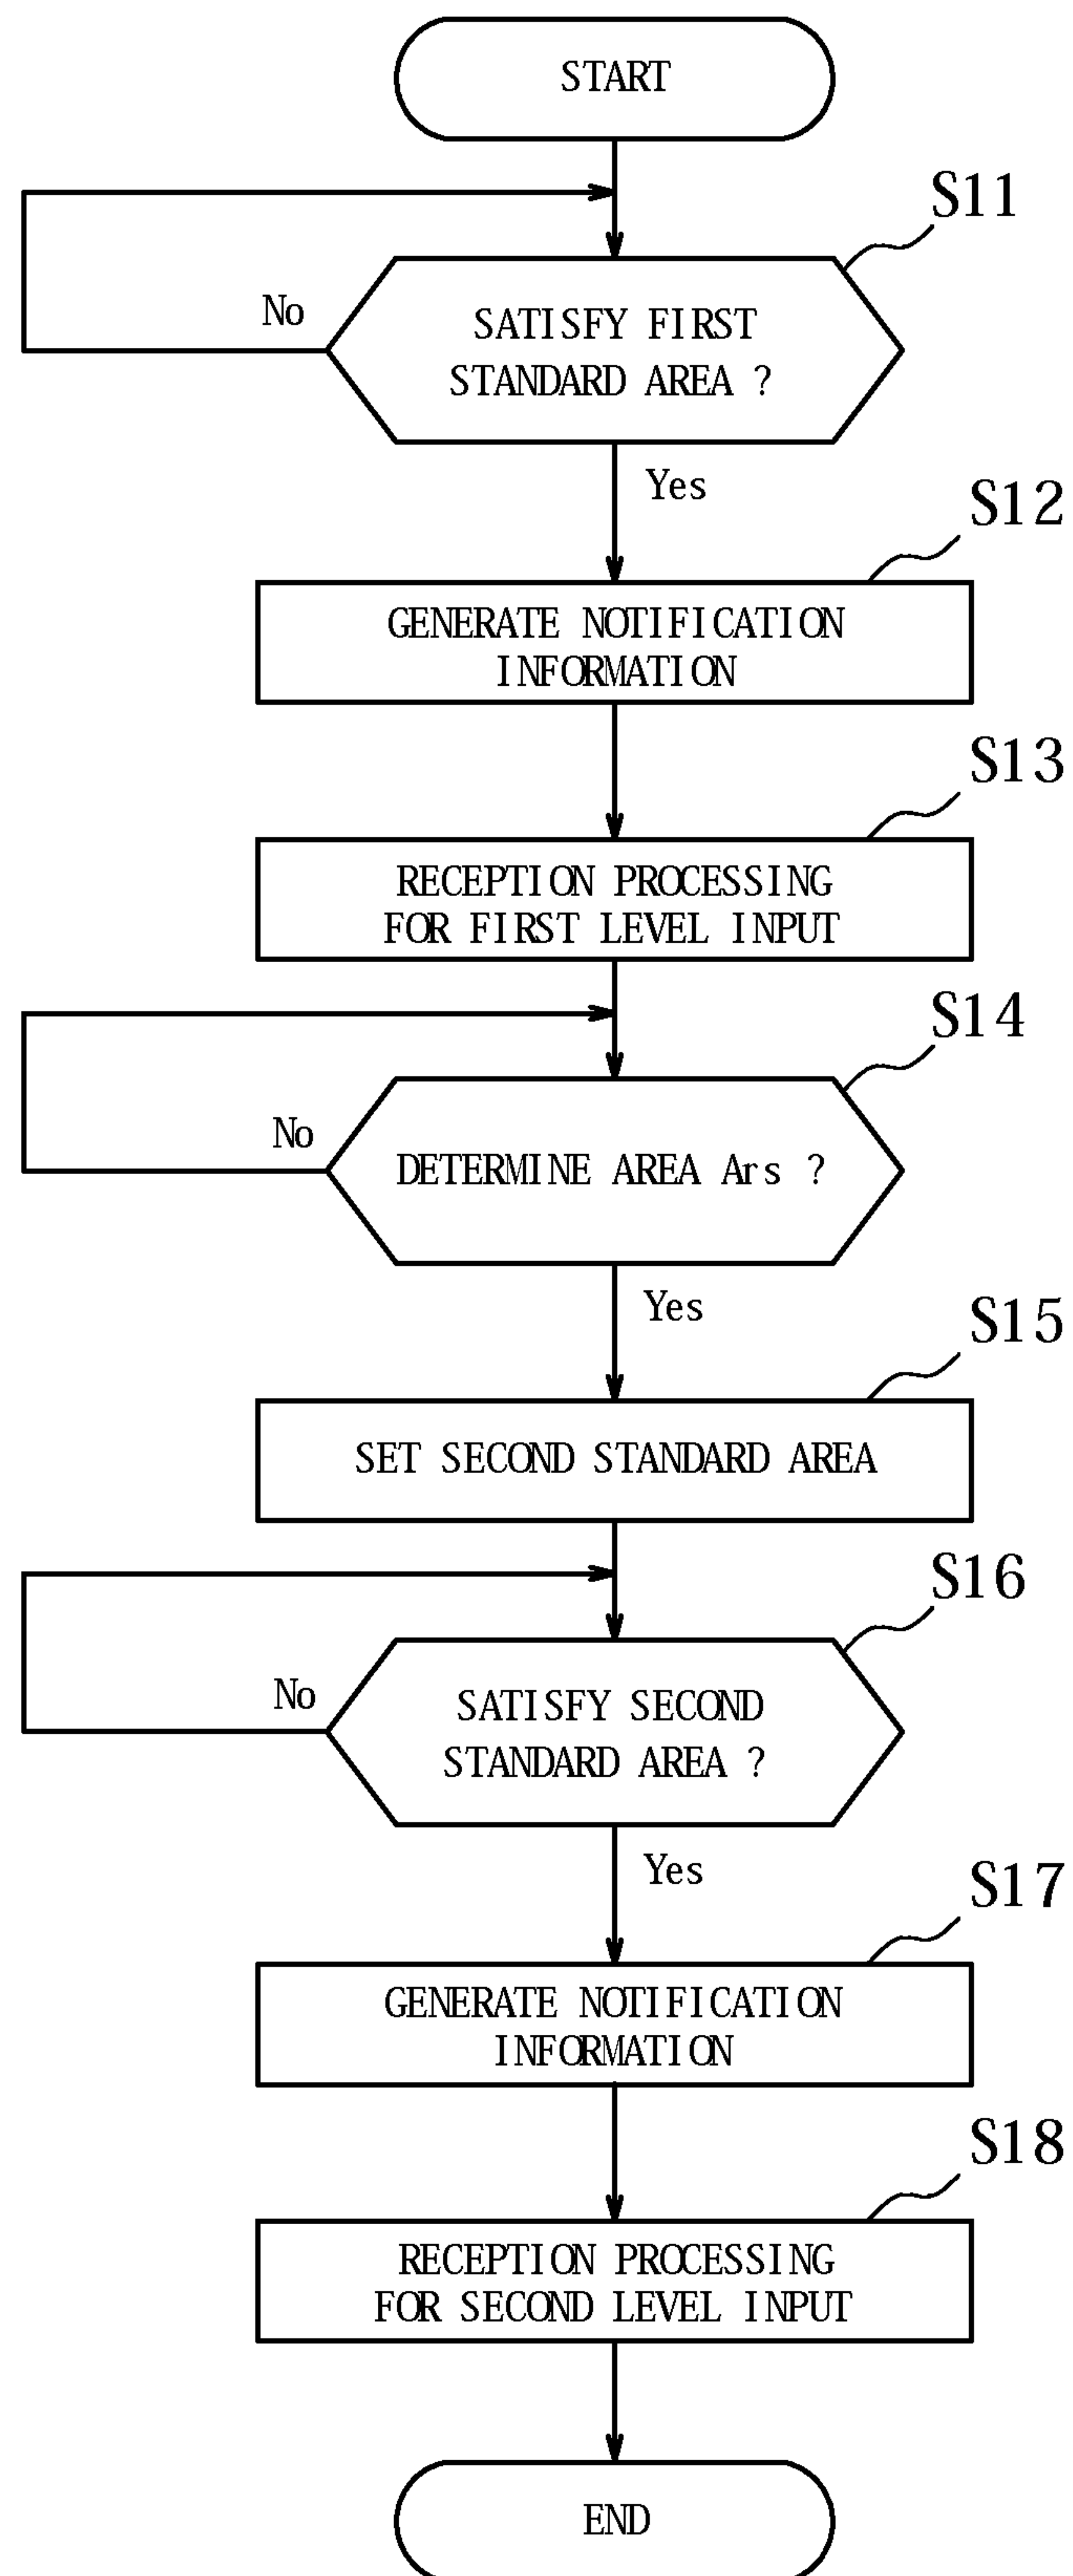 START
S11
No
SATISFY FIRST
STANDARD AREA ?
Yes
S12
GENERATE NOTIFICATION
INFORMATION
S13
RECEPTION PROCESSING
FOR FIRST LEVEL INPUT
S14
No
DETERMINE AREA Ars ?
Yes
S15
SET SECOND STANDARD AREA
S16
No
SATISFY SECOND
STANDARD AREA ?
Yes
S17
GENERATE NOTIFICATION
INFORMATION
S18
RECEPTION PROCESSING
FOR SECOND LEVEL INPUT
END